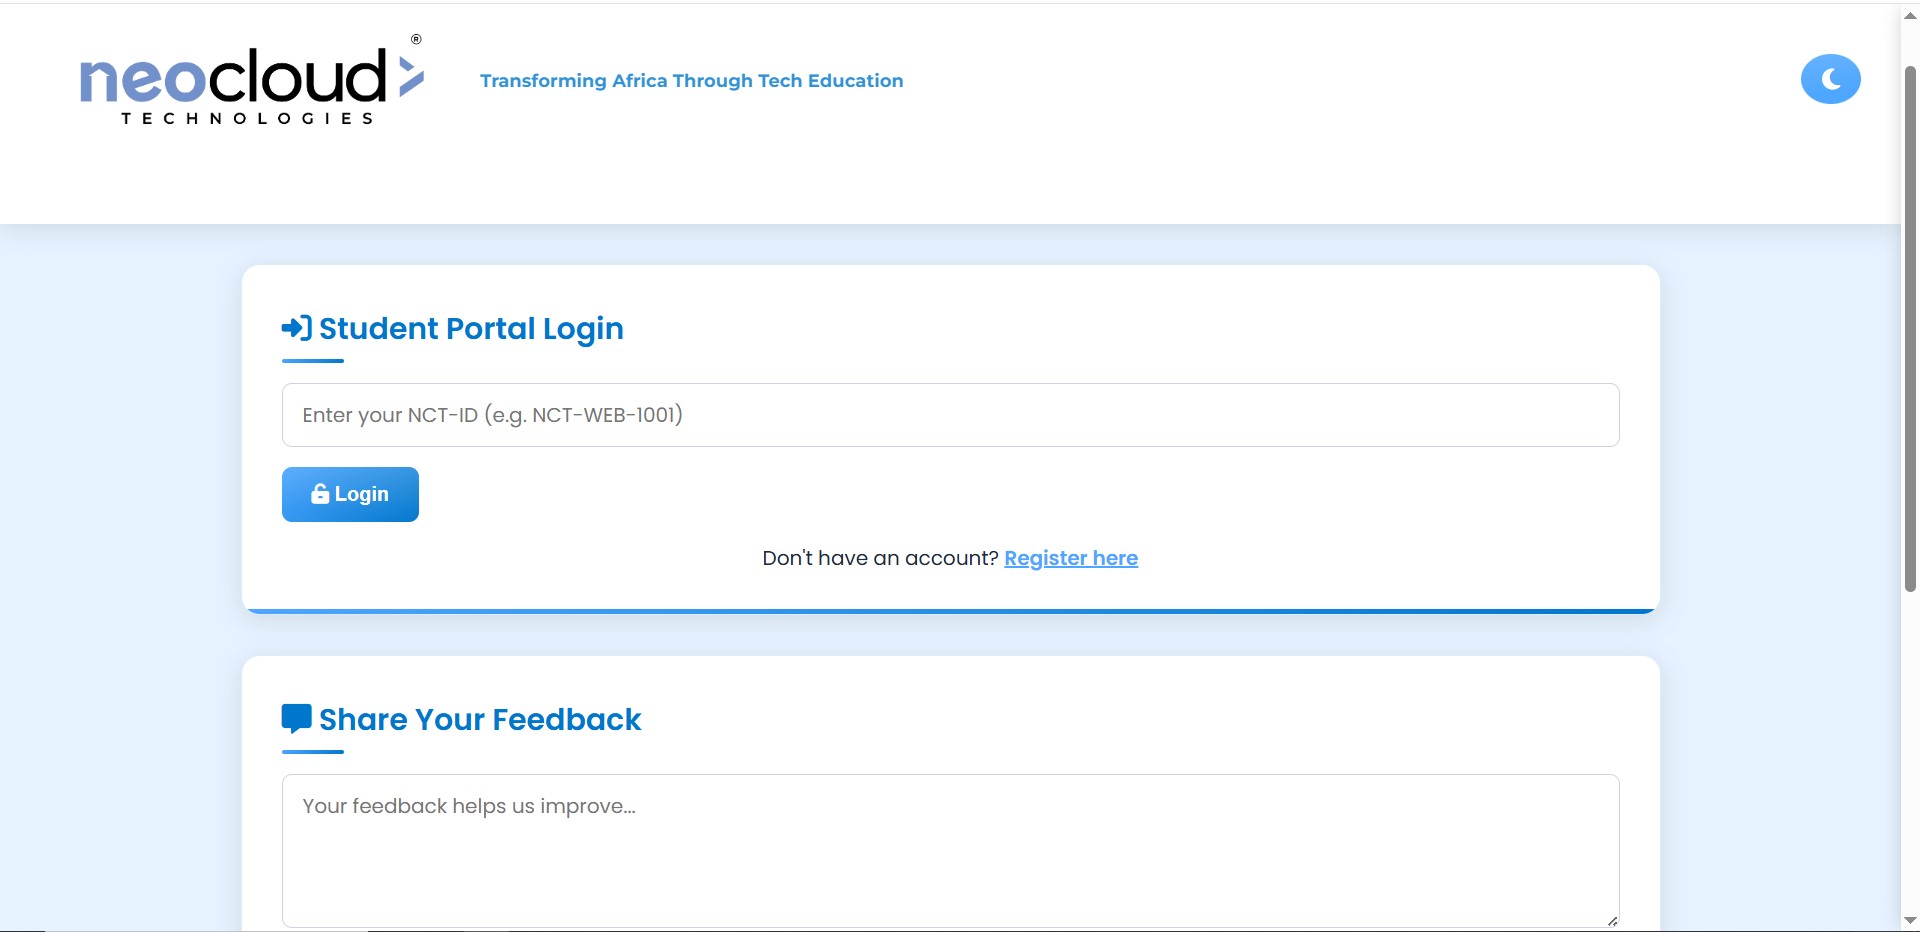 neocloud®
TECHNOLOGIES
Transforming Africa Through Tech Education
Student Portal Login
Enter your NCT-ID (e.g. NCT-WEB-1001)
Login
Don't have an account? Register here
Share Your Feedback
Your feedback helps us improve...